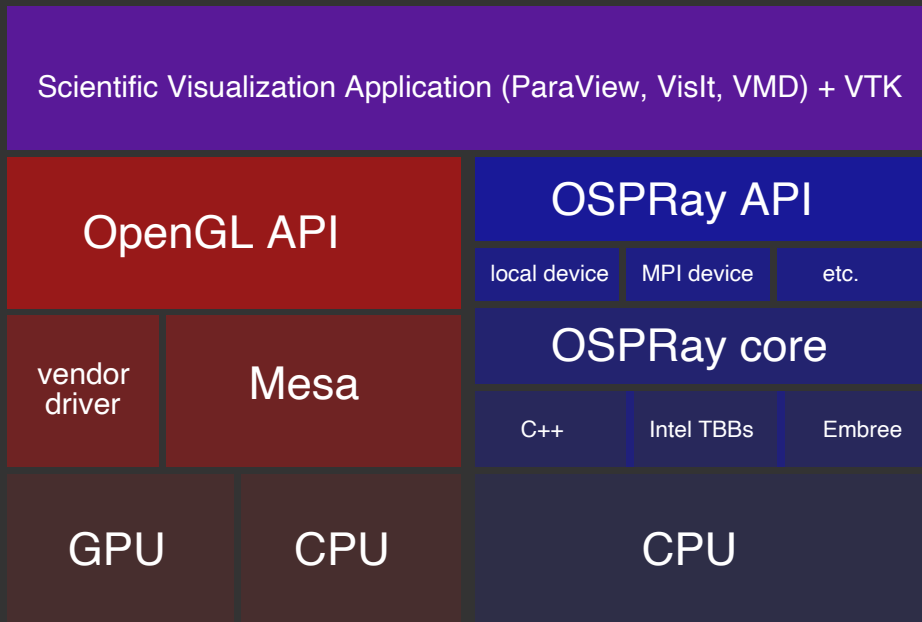 Scientific Visualization Application (ParaView, VisIt, VMD) + VTK
OpenGL API
OSPRay API
local device
MPI device
etc.
OSPRay core
vendor
driver
Mesa
C++
Intel TBBs
Embree
GPU
CPU
CPU